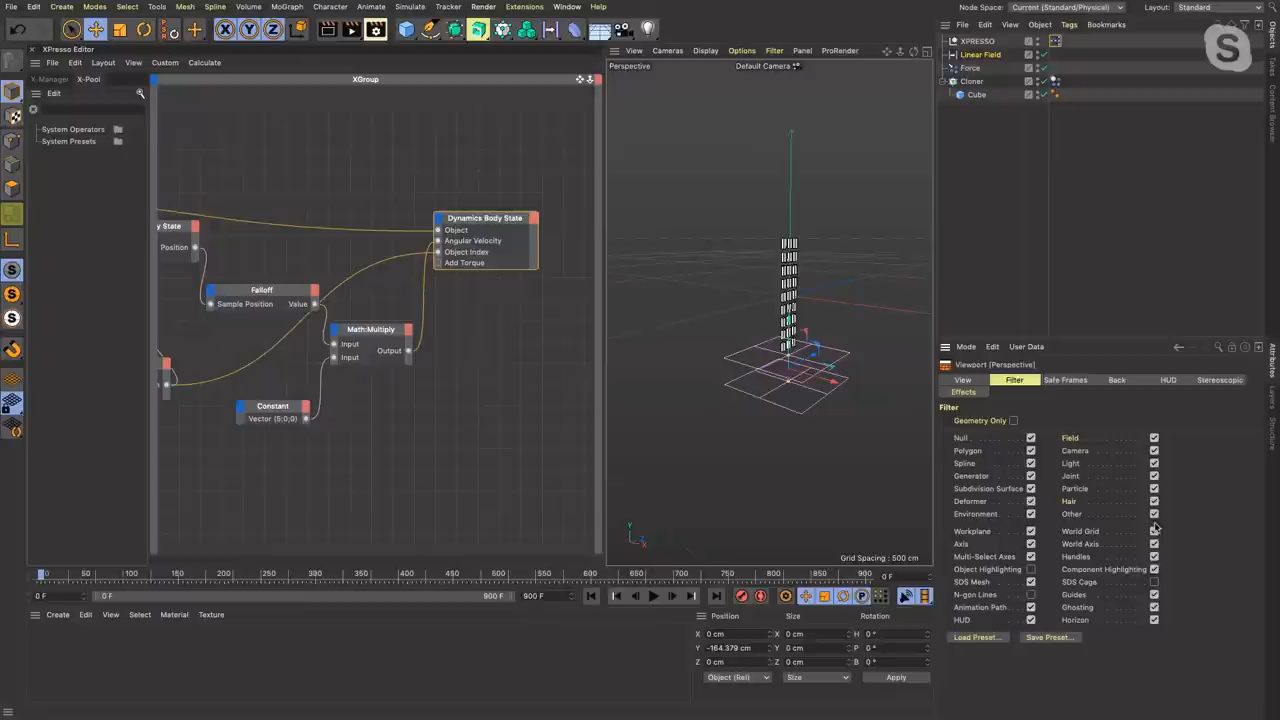 File Edit Create Modes Select Tools Mesh Spline Volume MoGraph Character Animate Simulate Tracker Render Extensions Window Help Node Space: Current (Standard/Physical) Layout: Standard
XPresso Editor
File Edit Layout View Custom Calculate
X-Manager X-Pool
Edit
System Operators
System Presets
XGroup
y State
Position
Falloff
Sample Position Value
Math:Multiply
Input
Input
Output
Constant
Vector (5;0;0)
Dynamics Body State
Object
Angular Velocity
Object Index
Add Torque
View Cameras Display Options Filter Panel ProRender
Perspective
Default Camera
Y
Z X
Grid Spacing : 500 cm
File Edit View Object Tags Bookmarks
XPRESSO
Linear Field
Force
Cloner
Cube
Objects
Takes
Content Browser
Attributes
Layers
Structure
Mode Edit User Data
Viewport [Perspective]
View Filter Safe Frames Back HUD Stereoscopic
Effects
Filter
Geometry Only
Null Field
Polygon Camera
Spline Light
Generator Joint
Subdivision Surface Particle
Deformer Hair
Environment Other
Workplane World Grid
Axis World Axis
Multi-Select Axes Handles
Object Highlighting Component Highlighting
SDS Mesh SDS Cage
N-gon Lines Guides
Animation Path Ghosting
HUD Horizon
Load Preset... Save Preset...
0 50 100 150 200 250 300 350 400 450 500 550 600 650 700 750 800 850 900 0 F
0 F 0 F 900 F 900 F
Create Edit View Select Material Texture
Position Size Rotation
X 0 cm X 0 cm H 0 °
Y -164.379 cm Y 0 cm P 0 °
Z 0 cm Z 0 cm B 0 °
Object (Rel) Size Apply